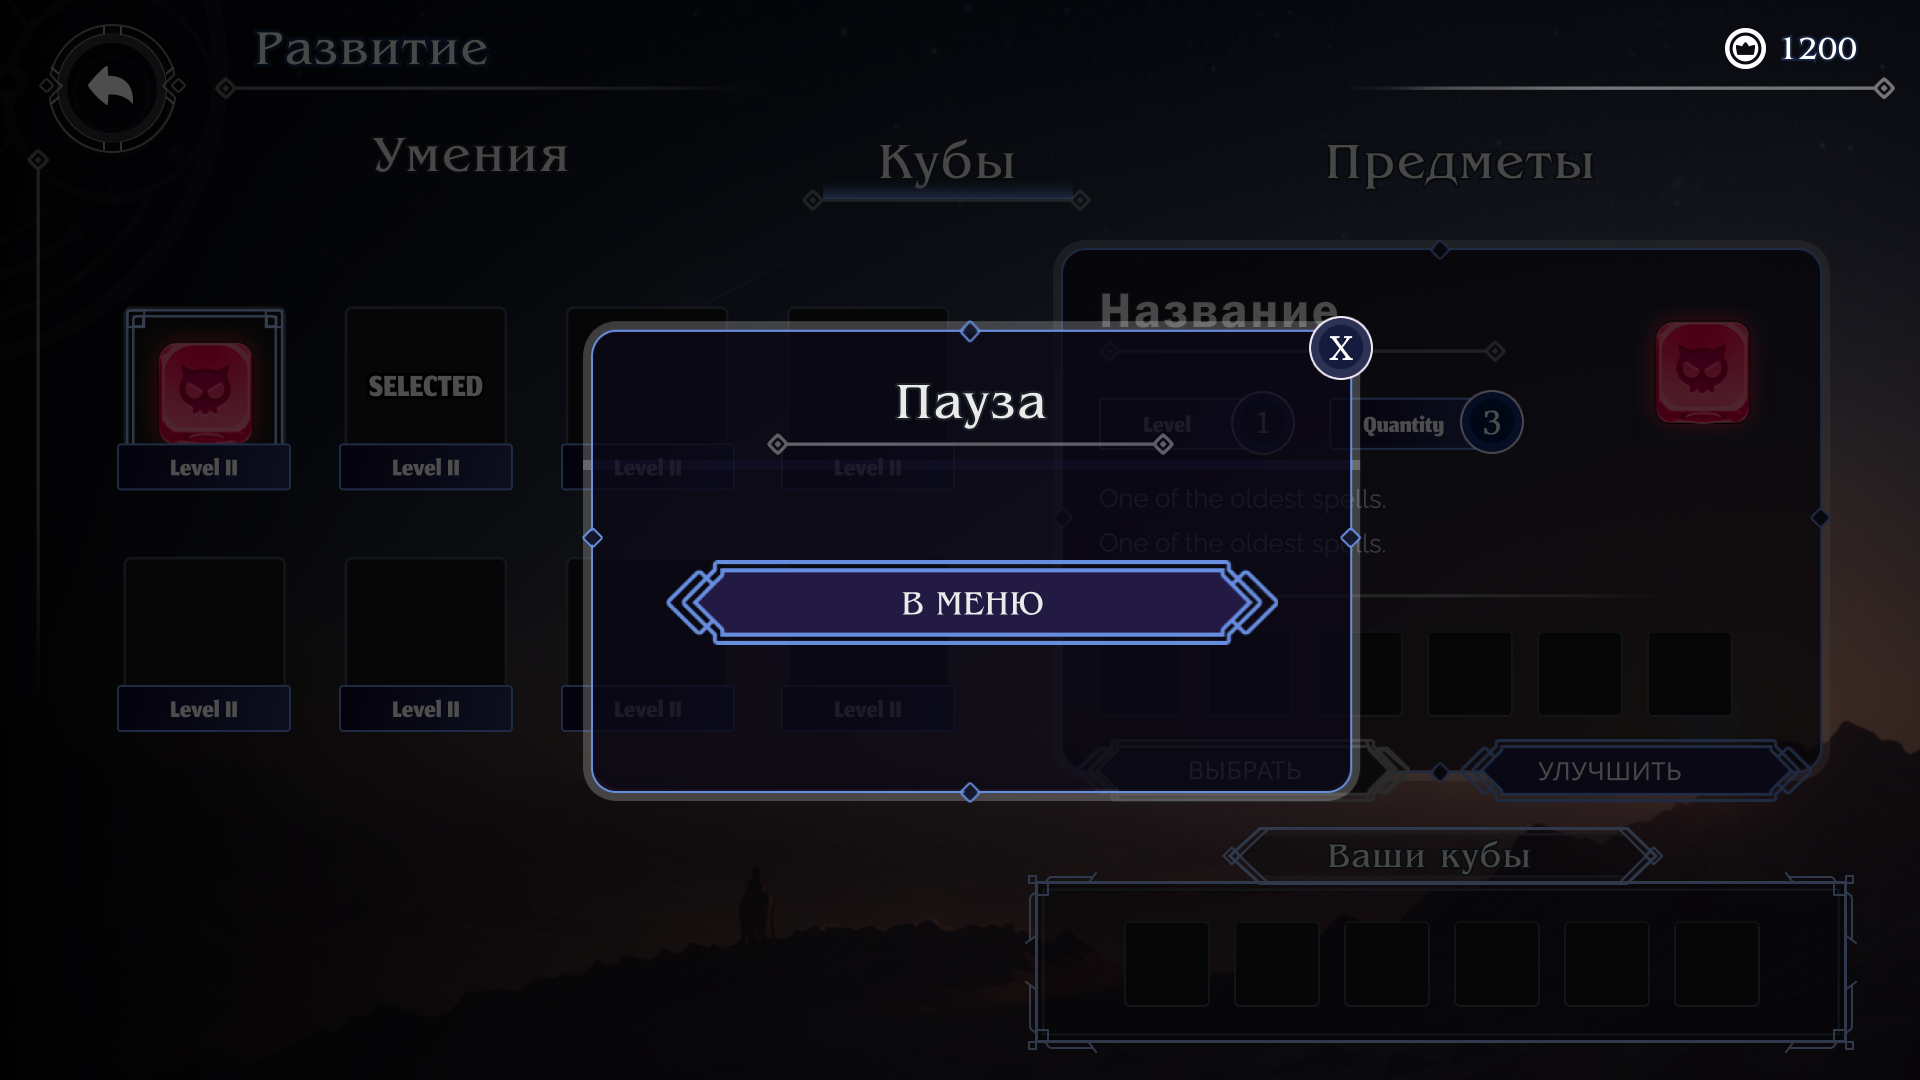 Развитие
1200
Умения
Кубы
Предметы
SELECTED
Level II
Level II
Level II
Level II
Level II
Level II
Level II
Level II
Название
Level
1
Quantity
3
One of the oldest spells.
One of the oldest spells.
ВЫБРАТЬ
УЛУЧШИТЬ
X
Пауза
В МЕНЮ
Ваши кубы